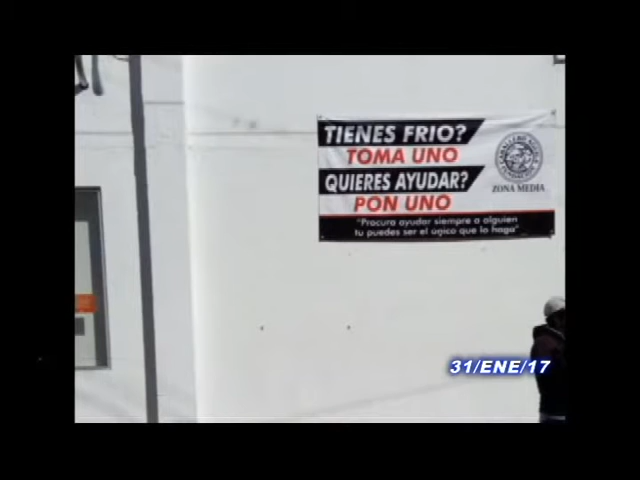 TIENES FRIO?
TOMA UNO
QUIERES AYUDAR?
PON UNO
"Procura ayudar siempre a alguien
tu puedes ser el único que lo haga"
ZONA MEDIA
31/ENE/17